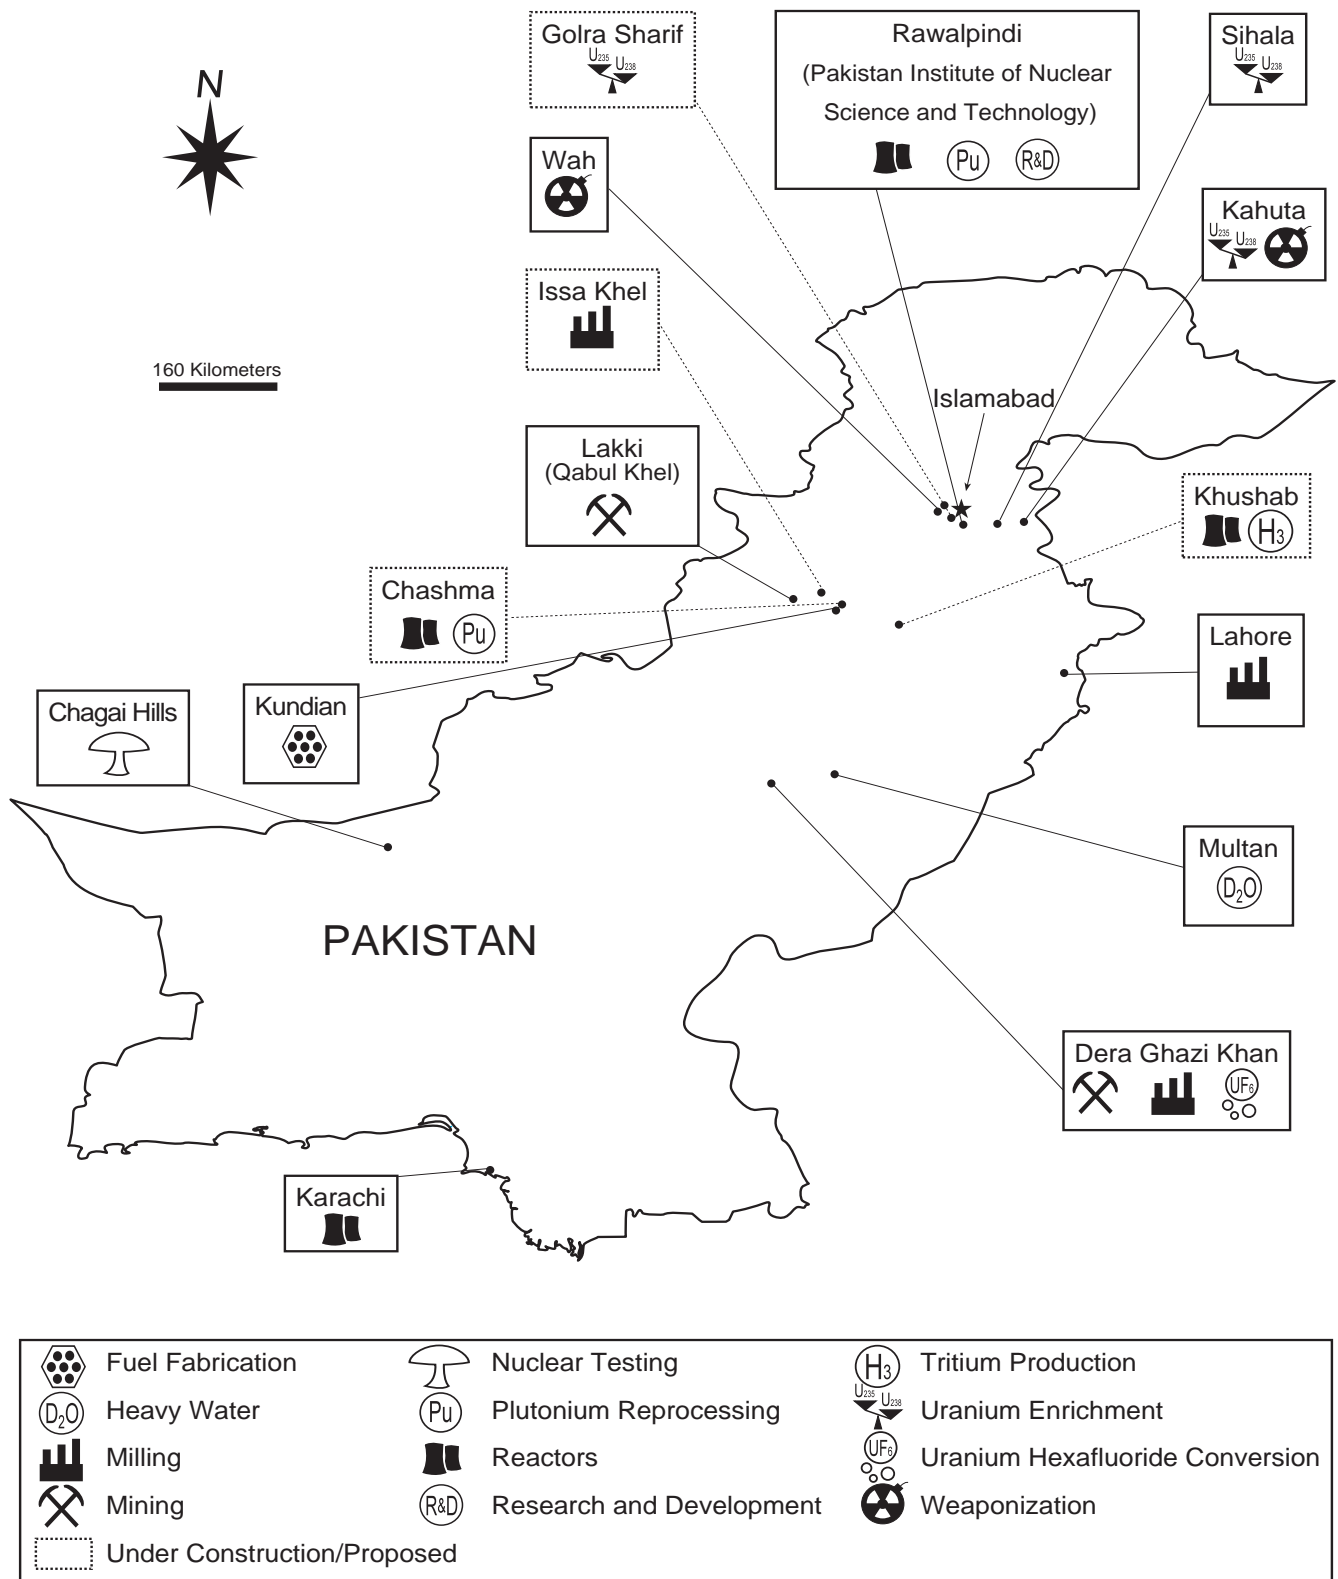 Golra Sharif
U235
U238
Rawalpindi
(Pakistan Institute of Nuclear
Science and Technology)
Pu
R&D
Sihala
U235
U238
N
Wah
Kahuta
U235
U238
Issa Khel
160 Kilometers
Islamabad
Lakki
(Qabul Khel)
Khushab
H3
Chashma
Pu
Lahore
Kundian
Chagai Hills
Multan
D2O
PAKISTAN
Dera Ghazi Khan
UF6
Karachi
Fuel Fabrication
Nuclear Testing
H3
Tritium Production
D2O
Heavy Water
Pu
Plutonium Reprocessing
U235
U238
Uranium Enrichment
Milling
Reactors
UF6
Uranium Hexafluoride Conversion
Mining
R&D
Research and Development
Weaponization
Under Construction/Proposed